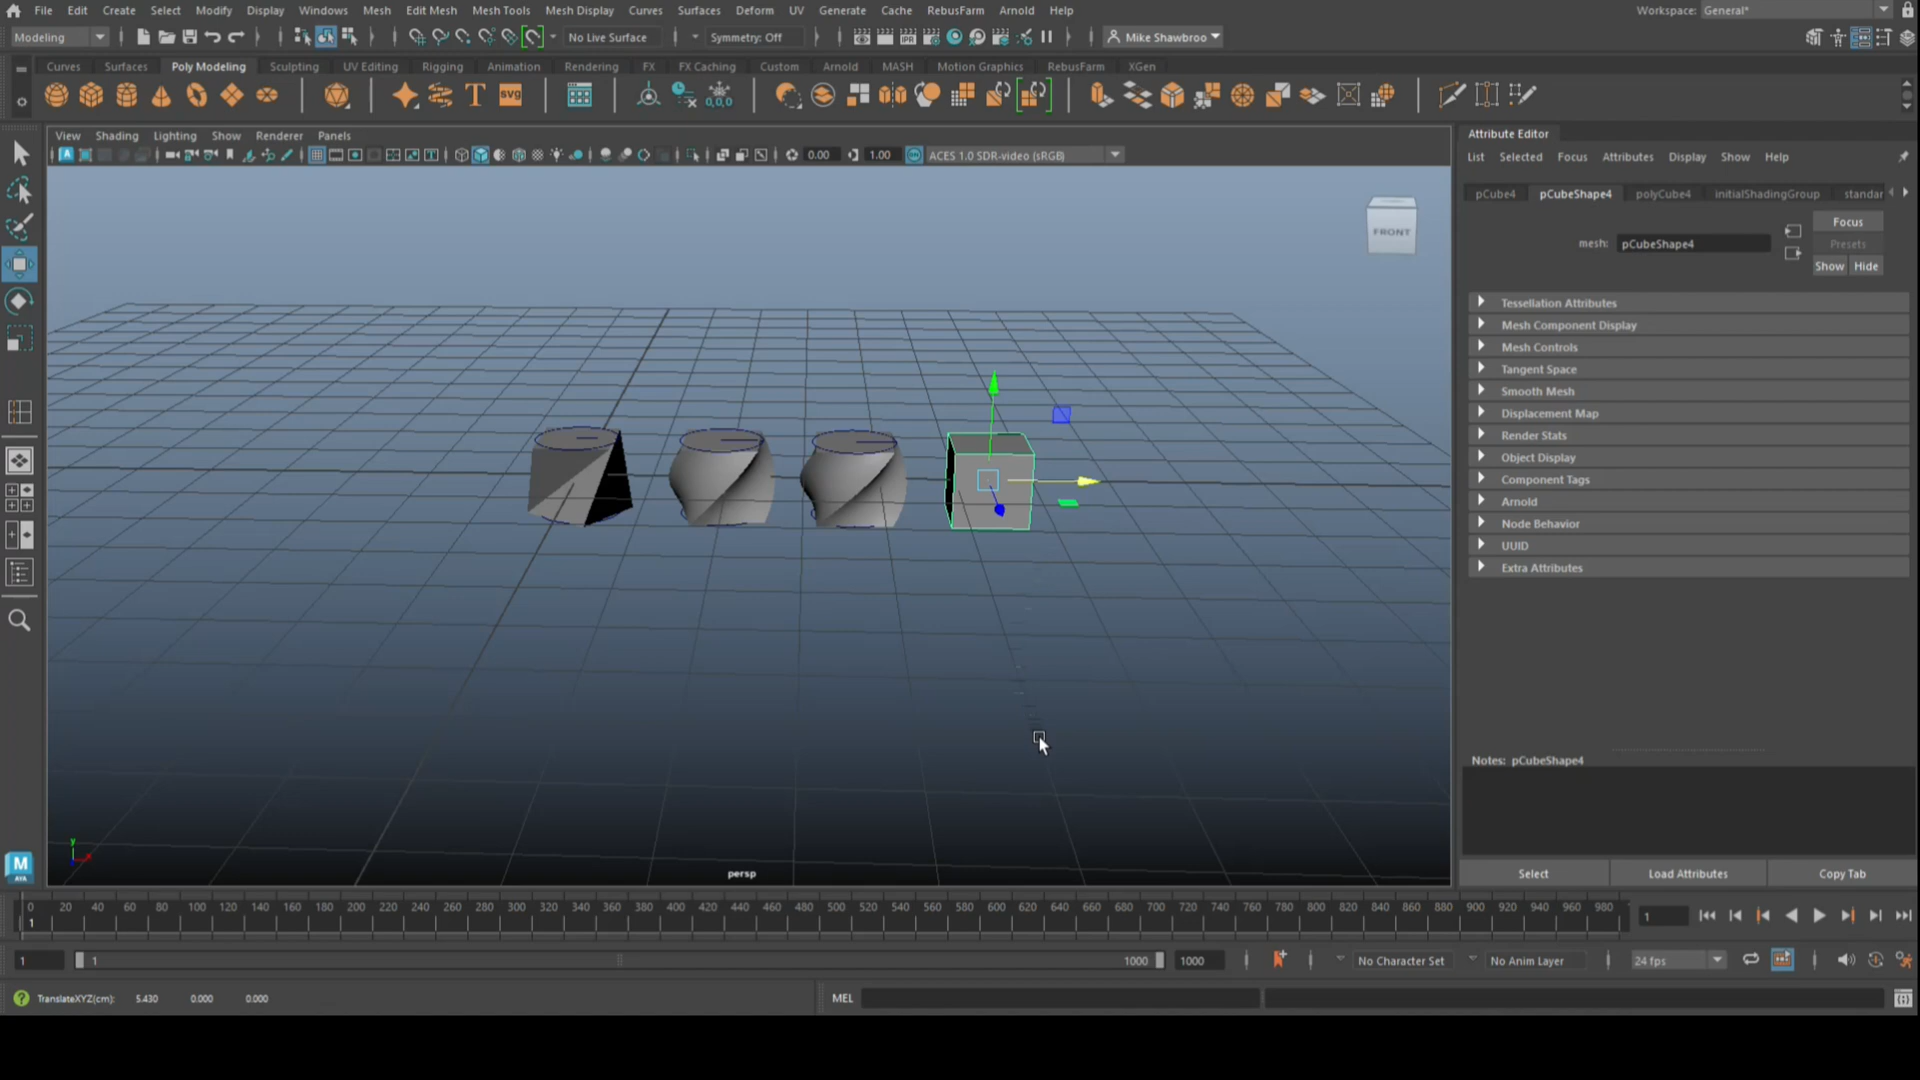 File Edit Create Select Modify Display Windows Mesh Edit Mesh Mesh Tools Mesh Display Curves Surfaces Deform UV Generate Cache RebusFarm Arnold Help
Workspace: General*
Modeling
No Live Surface
Symmetry: Off
Mike Shawbroo
Curves Surfaces Poly Modeling Sculpting UV Editing Rigging Animation Rendering FX FX Caching Custom Arnold MASH Motion Graphics RebusFarm XGen
View Shading Lighting Show Renderer Panels
0.00 1.00 ACES 1.0 SDR-video (sRGB)
FRONT
persp
Attribute Editor
List Selected Focus Attributes Display Show Help
pCube4 pCubeShape4 polyCube4 initialShadingGroup standar
Focus
mesh: pCubeShape4
Presets
Show Hide
Tessellation Attributes
Mesh Component Display
Mesh Controls
Tangent Space
Smooth Mesh
Displacement Map
Render Stats
Object Display
Component Tags
Arnold
Node Behavior
UUID
Extra Attributes
Notes: pCubeShape4
Select Load Attributes Copy Tab
0 20 40 60 80 100 120 140 160 180 200 220 240 260 280 300 320 340 360 380 400 420 440 460 480 500 520 540 560 580 600 620 640 660 680 700 720 740 760 780 800 820 840 860 880 900 920 940 960 980
1
1
1 1 1000 1000
No Character Set No Anim Layer 24 fps
TranslateXYZ(cm): 5.430 0.000 0.000
MEL